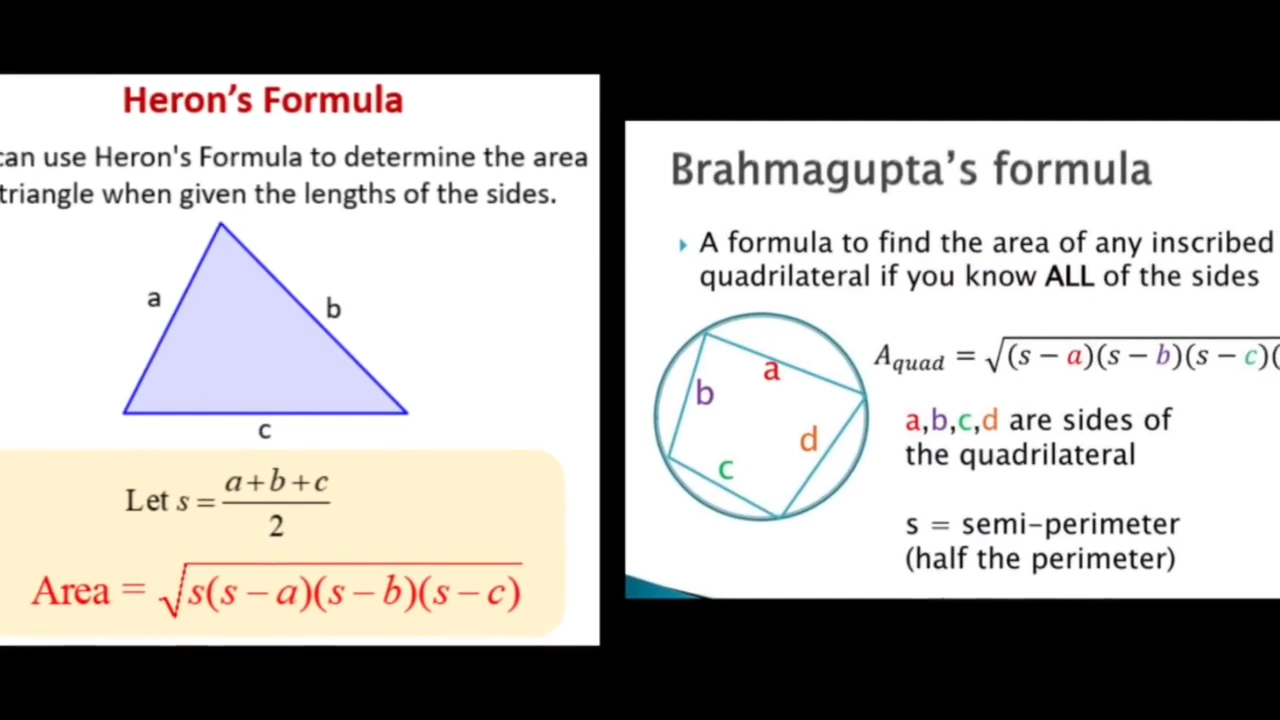 Heron's Formula
can use Heron's Formula to determine the area
triangle when given the lengths of the sides.
a
b
c
Let s = a+b+c / 2
Area = √s(s−a)(s−b)(s−c)
Brahmagupta's formula
A formula to find the area of any inscribed
quadrilateral if you know ALL of the sides
a
b
c
d
A_quad = √(s − a)(s − b)(s − c)(
a,b,c,d are sides of
the quadrilateral
s = semi-perimeter
(half the perimeter)